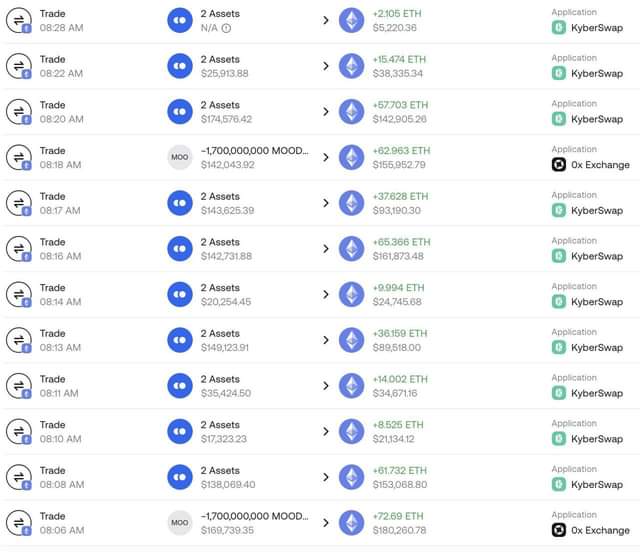 Trade
08:28 AM
2 Assets
N/A
+2.105 ETH
$5,220.36
Application
KyberSwap
Trade
08:22 AM
2 Assets
$25,913.88
+15.474 ETH
$38,335.34
Application
KyberSwap
Trade
08:20 AM
2 Assets
$174,576.42
+57.703 ETH
$142,905.26
Application
KyberSwap
Trade
08:18 AM
MOO
-1,700,000,000 MOOD...
$142,043.92
+62.963 ETH
$155,952.79
Application
0x Exchange
Trade
08:17 AM
2 Assets
$143,625.39
+37.628 ETH
$93,190.30
Application
KyberSwap
Trade
08:16 AM
2 Assets
$142,731.88
+65.366 ETH
$161,873.48
Application
KyberSwap
Trade
08:14 AM
2 Assets
$20,254.45
+9.994 ETH
$24,745.68
Application
KyberSwap
Trade
08:13 AM
2 Assets
$149,123.91
+36.159 ETH
$89,518.00
Application
KyberSwap
Trade
08:11 AM
2 Assets
$35,424.50
+14.002 ETH
$34,671.16
Application
KyberSwap
Trade
08:10 AM
2 Assets
$17,323.23
+8.525 ETH
$21,134.12
Application
KyberSwap
Trade
08:08 AM
2 Assets
$138,069.40
+61.732 ETH
$153,068.80
Application
KyberSwap
Trade
08:06 AM
MOO
-1,700,000,000 MOOD...
$169,739.35
+72.69 ETH
$180,260.78
Application
0x Exchange